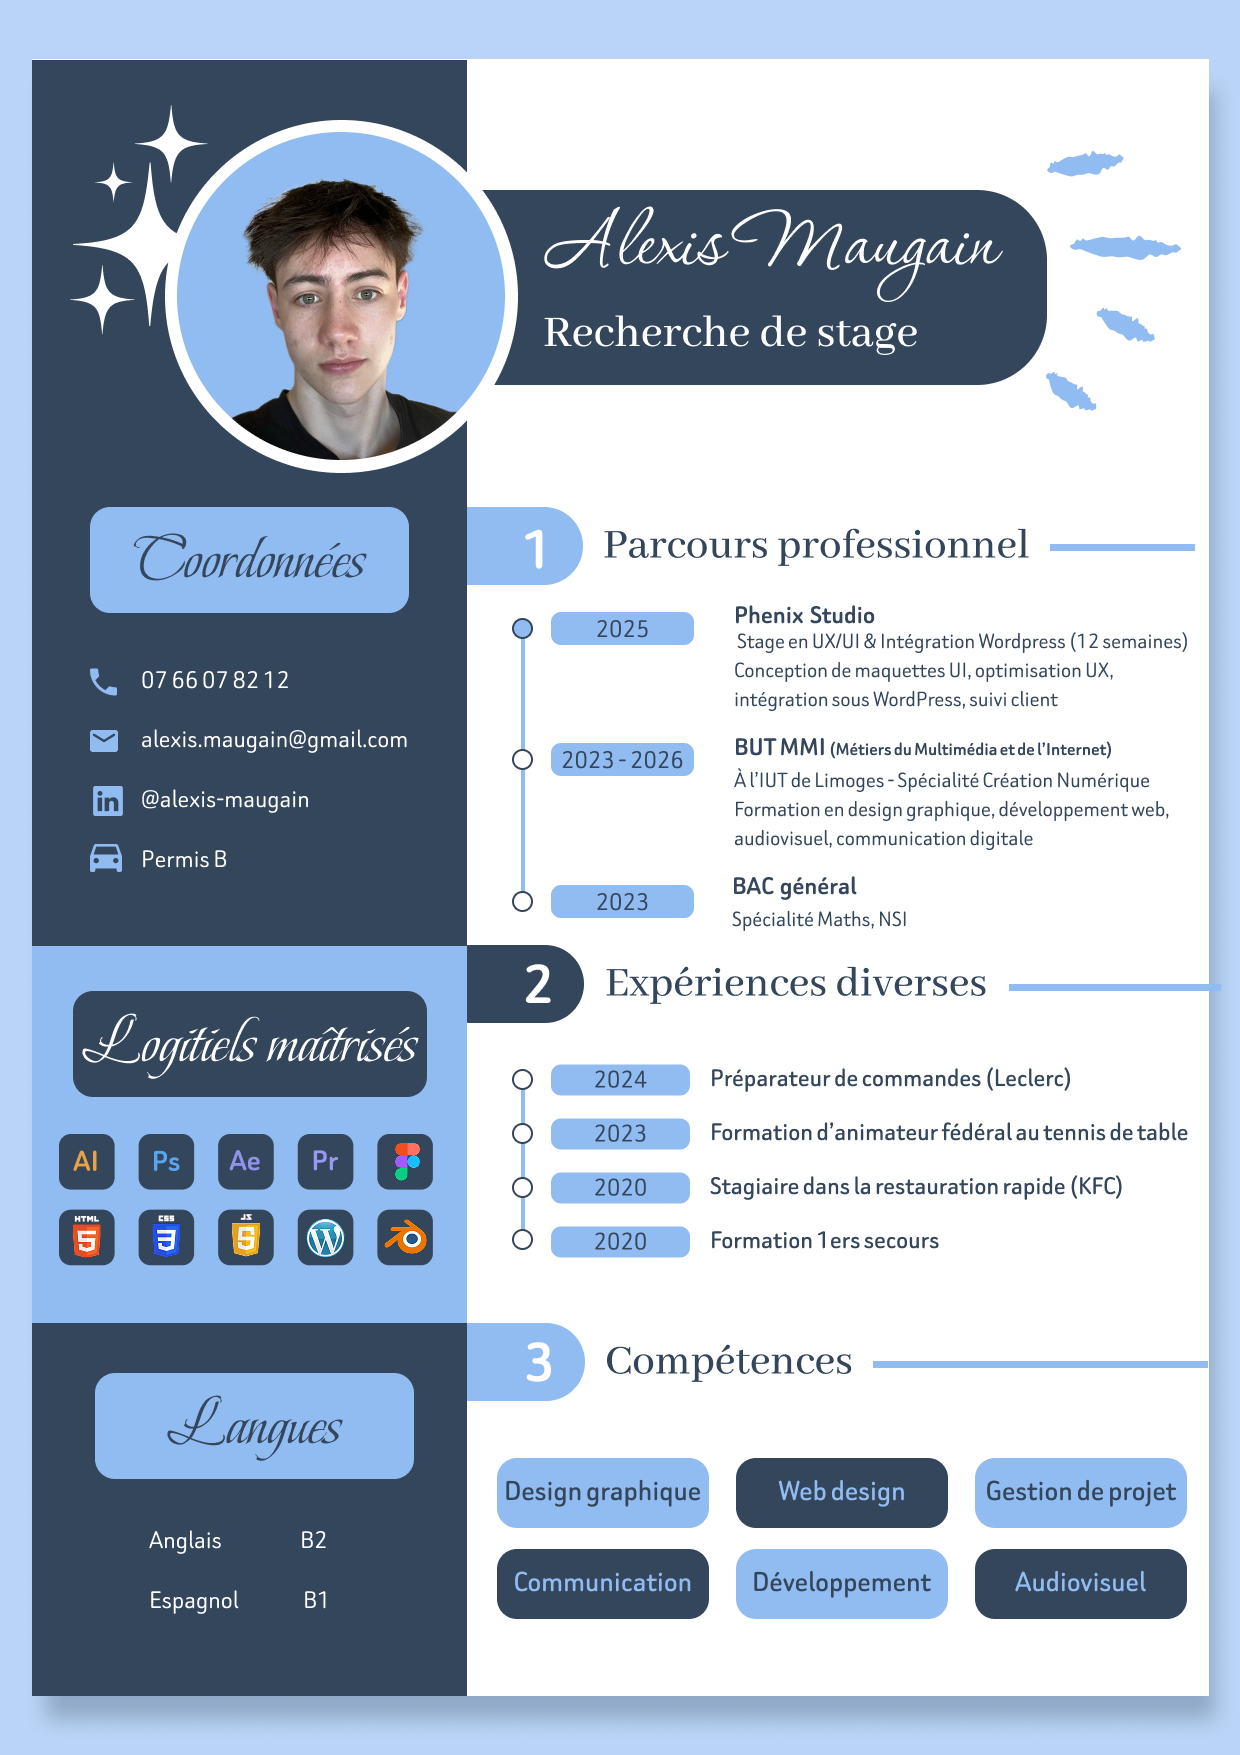 Alexis Maugain
Recherche de stage
Coordonnées
07 66 07 82 12
alexis.maugain@gmail.com
in @alexis-maugain
Permis B
Logitiels maîtrisés
AI Ps Ae Pr
HTML 5 CSS 3 JS 5 W
Langues
Anglais B2
Espagnol B1
1 Parcours professionnel
2025
Phenix Studio
Stage en UX/UI & Intégration Wordpress (12 semaines)
Conception de maquettes UI, optimisation UX,
intégration sous WordPress, suivi client
2023 - 2026
BUT MMI (Métiers du Multimédia et de l'Internet)
À l'IUT de Limoges - Spécialité Création Numérique
Formation en design graphique, développement web,
audiovisuel, communication digitale
2023
BAC général
Spécialité Maths, NSI
2 Expériences diverses
2024 Préparateur de commandes (Leclerc)
2023 Formation d'animateur fédéral au tennis de table
2020 Stagiaire dans la restauration rapide (KFC)
2020 Formation 1ers secours
3 Compétences
Design graphique Web design Gestion de projet
Communication Développement Audiovisuel